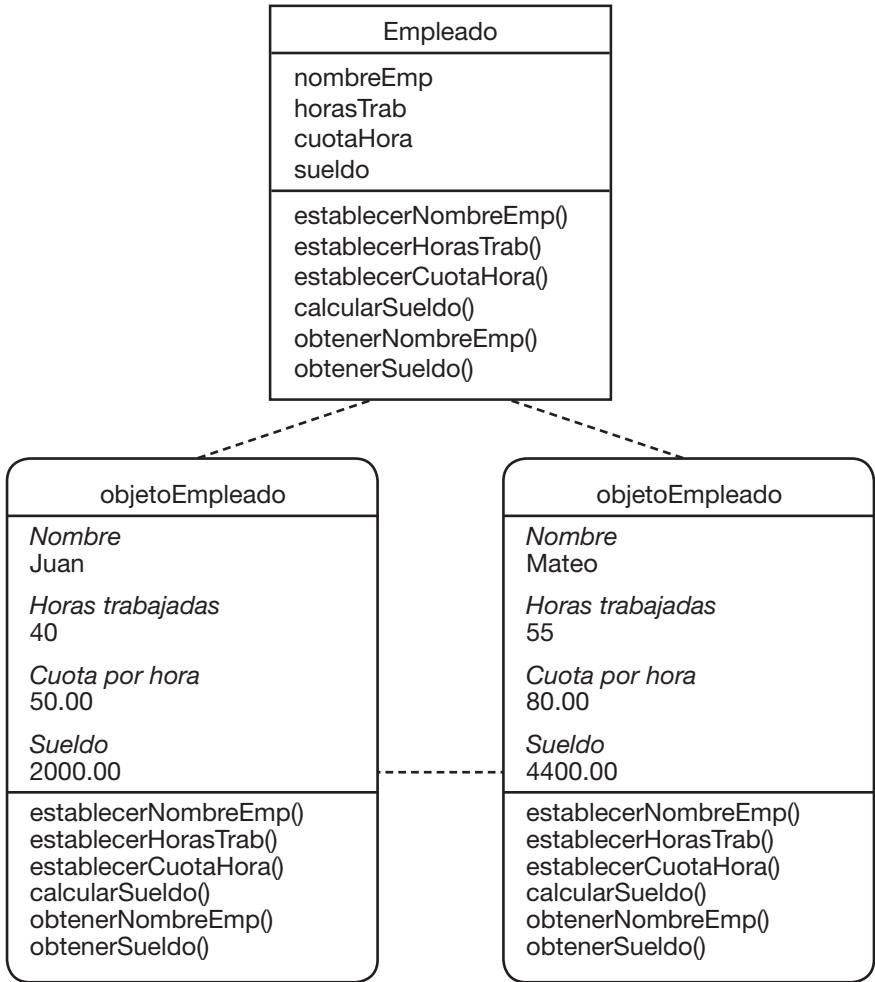 Empleado
nombreEmp
horasTrab
cuotaHora
sueldo
establecerNombreEmp()
establecerHorasTrab()
establecerCuotaHora()
calcularSueldo()
obtenerNombreEmp()
obtenerSueldo()
objetoEmpleado
Nombre
Juan
Horas trabajadas
40
Cuota por hora
50.00
Sueldo
2000.00
establecerNombreEmp()
establecerHorasTrab()
establecerCuotaHora()
calcularSueldo()
obtenerNombreEmp()
obtenerSueldo()
objetoEmpleado
Nombre
Mateo
Horas trabajadas
55
Cuota por hora
80.00
Sueldo
4400.00
establecerNombreEmp()
establecerHorasTrab()
establecerCuotaHora()
calcularSueldo()
obtenerNombreEmp()
obtenerSueldo()